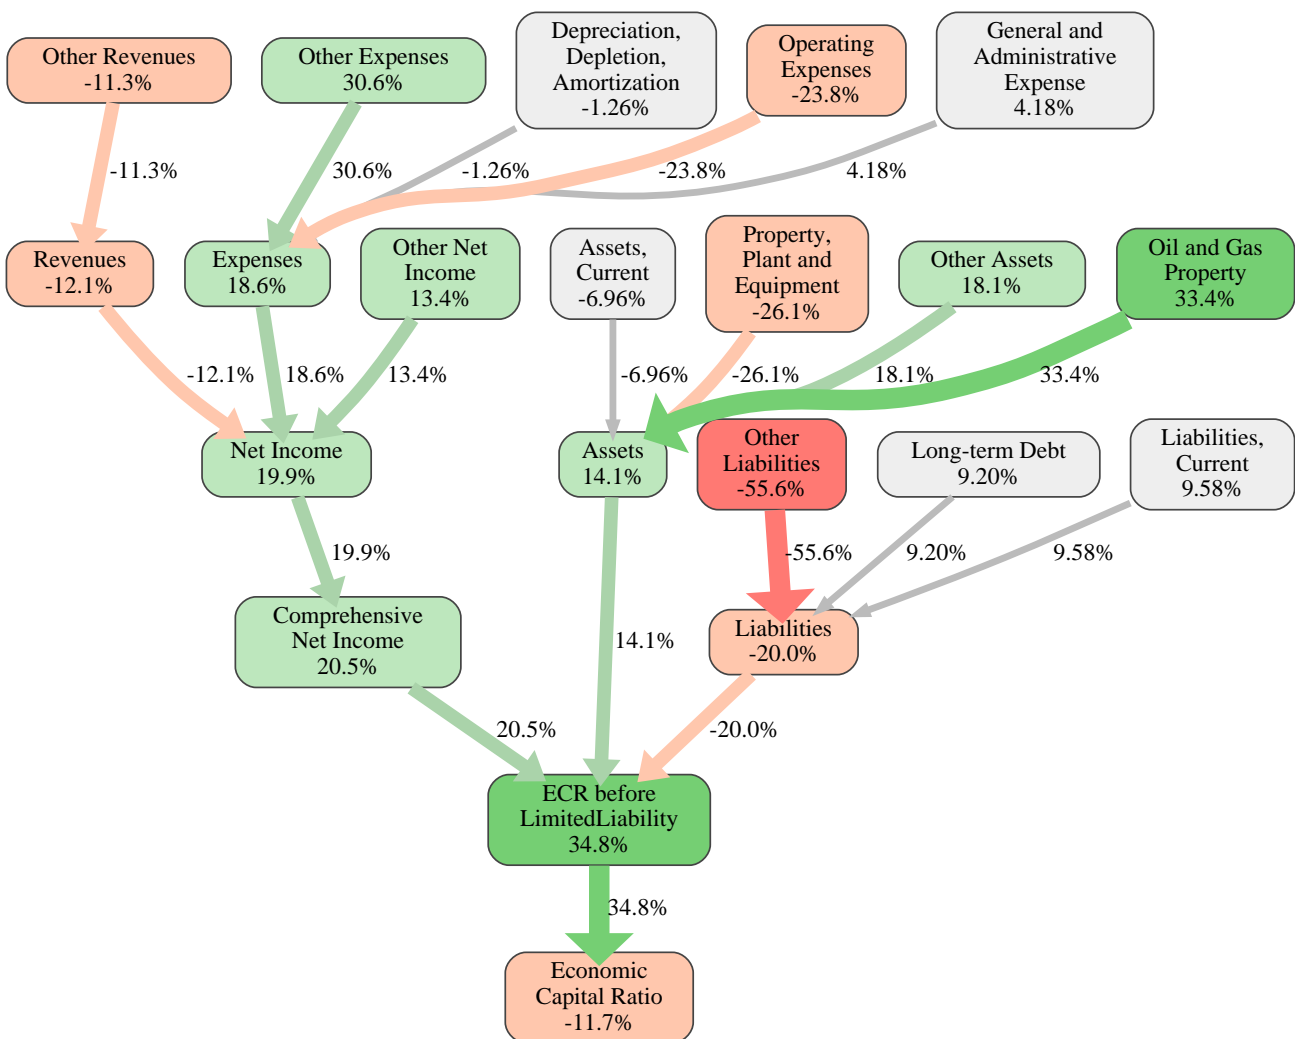 Other Revenues
-11.3%
Other Expenses
30.6%
Depreciation,
Depletion,
Amortization
-1.26%
Operating
Expenses
-23.8%
General and
Administrative
Expense
4.18%
-11.3%
30.6%
-1.26%
-23.8%
4.18%
Revenues
-12.1%
Expenses
18.6%
Other Net
Income
13.4%
Assets,
Current
-6.96%
Property,
Plant and
Equipment
-26.1%
Other Assets
18.1%
Oil and Gas
Property
33.4%
-12.1%
18.6%
13.4%
-6.96%
-26.1%
18.1%
33.4%
Net Income
19.9%
Assets
14.1%
Other
Liabilities
-55.6%
Long-term Debt
9.20%
Liabilities,
Current
9.58%
19.9%
-55.6%
9.20%
9.58%
Comprehensive
Net Income
20.5%
14.1%
Liabilities
-20.0%
20.5%
-20.0%
ECR before
LimitedLiability
34.8%
34.8%
Economic
Capital Ratio
-11.7%